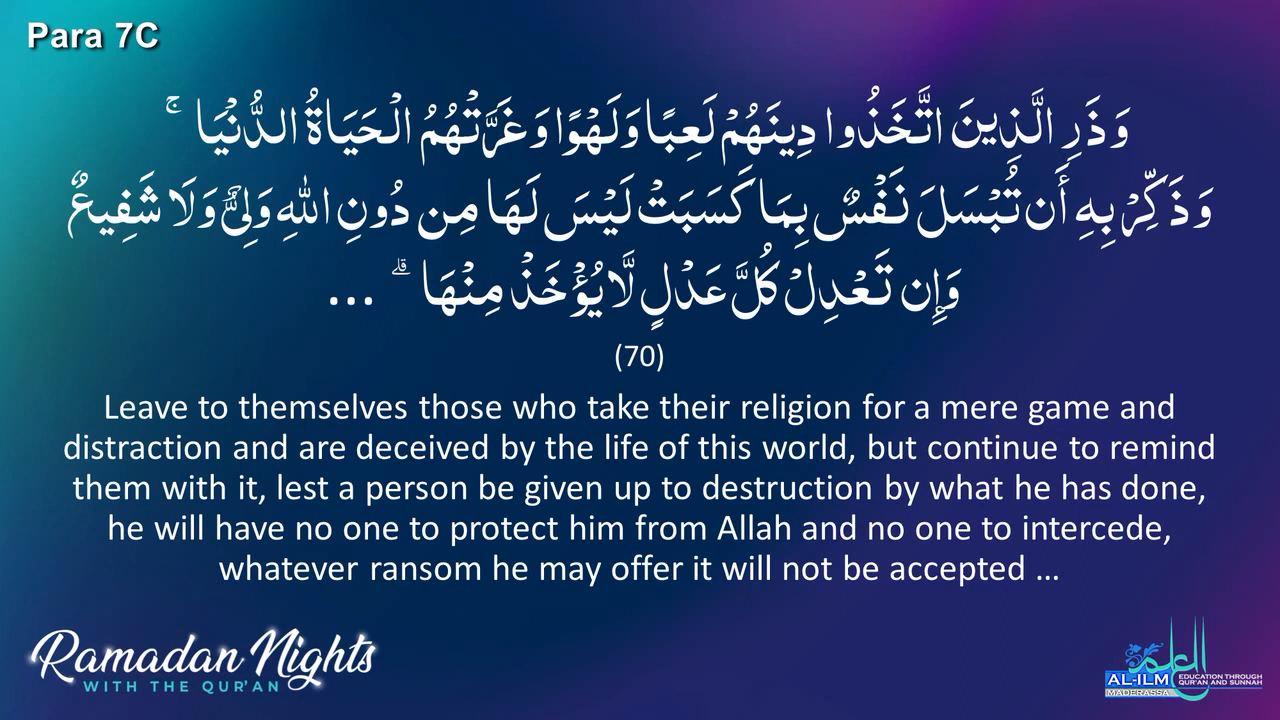 Para 7C
وَذَرِ الَّذِينَ اتَّخَذُوا دِينَهُمْ لَعِبًا وَلَهْوًا وَغَرَّتْهُمُ الْحَيَاةُ الدُّنْيَا ۚ
وَذَكِّرْ بِهِ أَن تُبْسَلَ نَفْسٌ بِمَا كَسَبَتْ لَيْسَ لَهَا مِن دُونِ اللَّهِ وَلِيٌّ وَلَا شَفِيعٌ
وَإِن تَعْدِلْ كُلَّ عَدْلٍ لَّا يُؤْخَذْ مِنْهَا ۗ ...
(70)
Leave to themselves those who take their religion for a mere game and
distraction and are deceived by the life of this world, but continue to remind
them with it, lest a person be given up to destruction by what he has done,
he will have no one to protect him from Allah and no one to intercede,
whatever ransom he may offer it will not be accepted ...
Ramadan Nights
WITH THE QUR'AN
العلم
AL-ILM
MADERASSA
EDUCATION THROUGH
QUR'AN AND SUNNAH